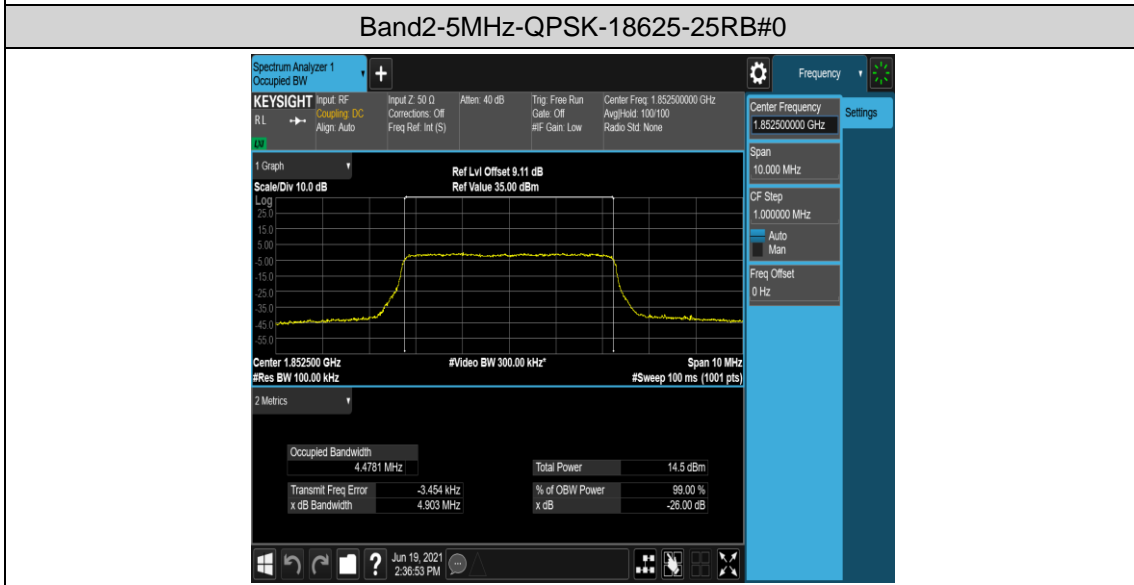 Band2-5MHz-QPSK-18625-25RB#0
Spectrum Analyzer 1
Occupied BW
+
Frequency
KEYSIGHT
RL
Input: RF
Coupling: DC
Align: Auto
Input Z: 50 Ω
Corrections: Off
Freq Ref: Int (S)
Atten: 40 dB
Trig: Free Run
Gate: Off
#IF Gain: Low
Center Freq: 1.852500000 GHz
Avg|Hold: 100/100
Radio Std: None
Center Frequency
1.852500000 GHz
Settings
Span
10.000 MHz
CF Step
1.000000 MHz
Auto
Man
Freq Offset
0 Hz
1 Graph
Scale/Div 10.0 dB
Ref Lvl Offset 9.11 dB
Ref Value 35.00 dBm
Log
25.0
15.0
5.00
-5.00
-15.0
-25.0
-35.0
-45.0
-55.0
Center 1.852500 GHz
#Video BW 300.00 kHz*
Span 10 MHz
#Res BW 100.00 kHz
#Sweep 100 ms (1001 pts)
2 Metrics
Occupied Bandwidth
4.4781 MHz
Total Power 14.5 dBm
Transmit Freq Error -3.454 kHz
% of OBW Power 99.00 %
x dB Bandwidth 4.903 MHz
x dB -26.00 dB
?
Jun 19, 2021
2:36:53 PM